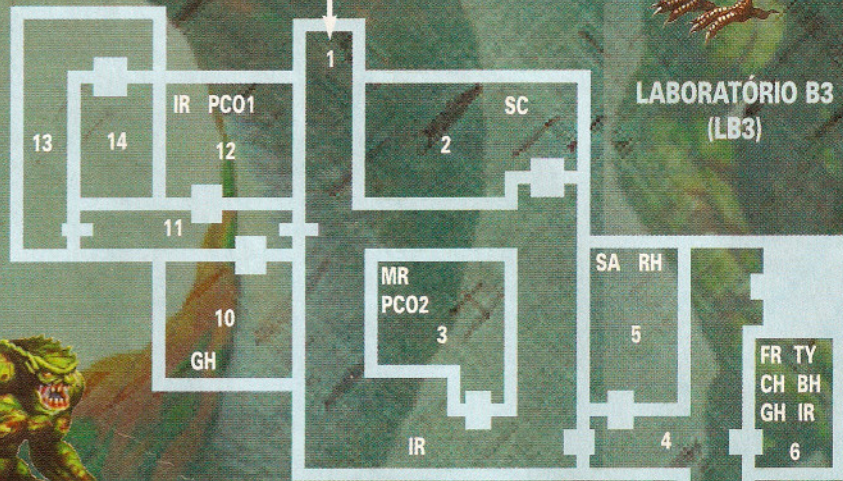 LABORATÓRIO B3
(LB3)
1
IR PCO1
SC
13
14
12
2
11
MR
PCO2
3
SA RH
5
10
GH
FR TY
CH BH
GH IR
6
IR
4